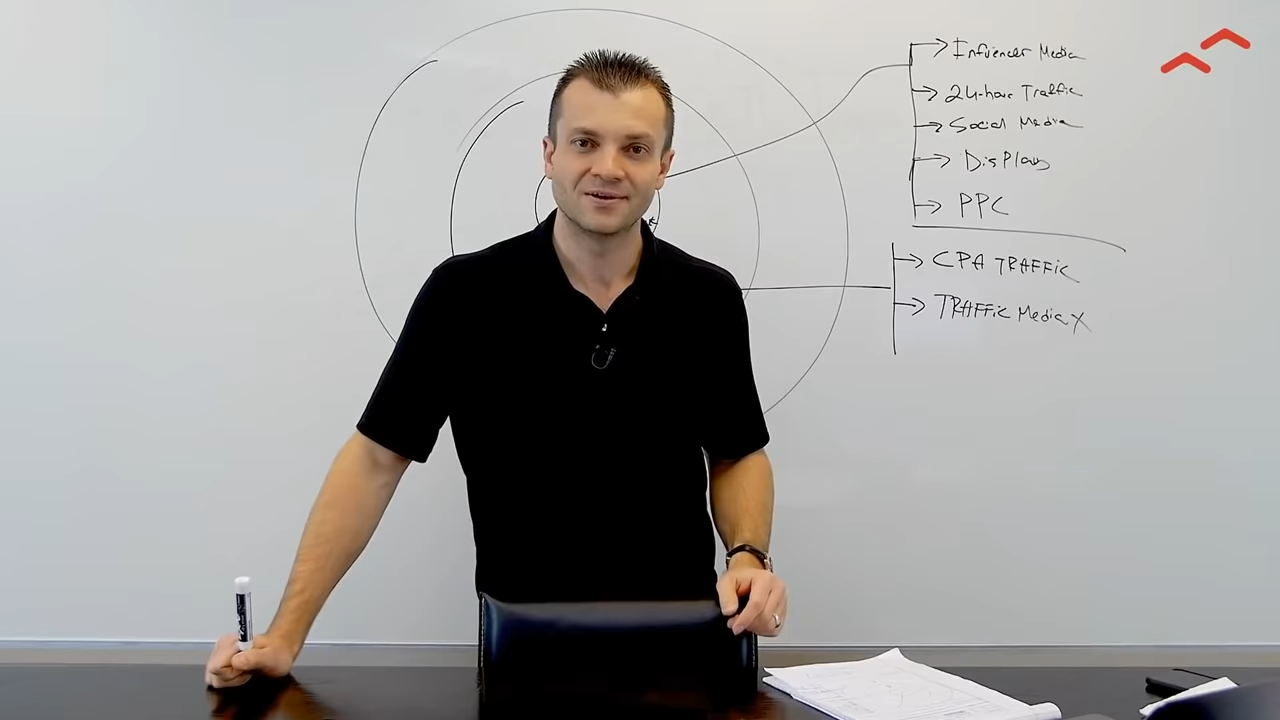 Influencer Media
24-hour Traffic
Social Media
Display
PPC
CPA TRAFFIC
TRAFFIC Media X